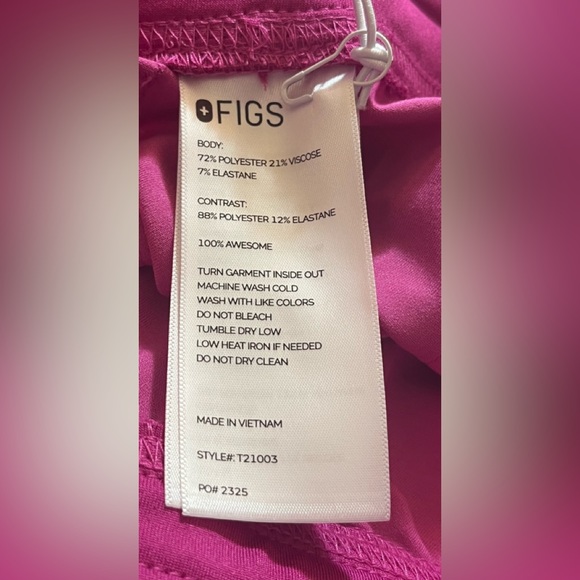 FIGS
BODY:
72% POLYESTER 21% VISCOSE
7% ELASTANE
CONTRAST:
88% POLYESTER 12% ELASTANE
100% AWESOME
TURN GARMENT INSIDE OUT
MACHINE WASH COLD
WASH WITH LIKE COLORS
DO NOT BLEACH
TUMBLE DRY LOW
LOW HEAT IRON IF NEEDED
DO NOT DRY CLEAN
MADE IN VIETNAM
STYLE#: T21003
PO# 2325